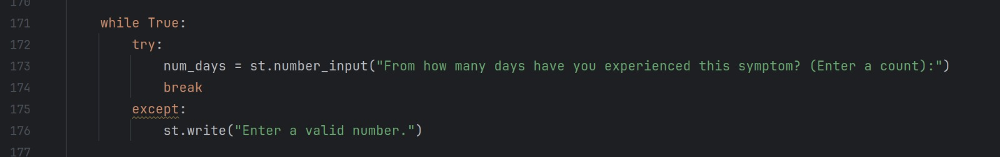 170
171 while True:
172 try:
173 num_days = st.number_input("From how many days have you experienced this symptom? (Enter a count):")
174 break
175 except:
176 st.write("Enter a valid number.")
177